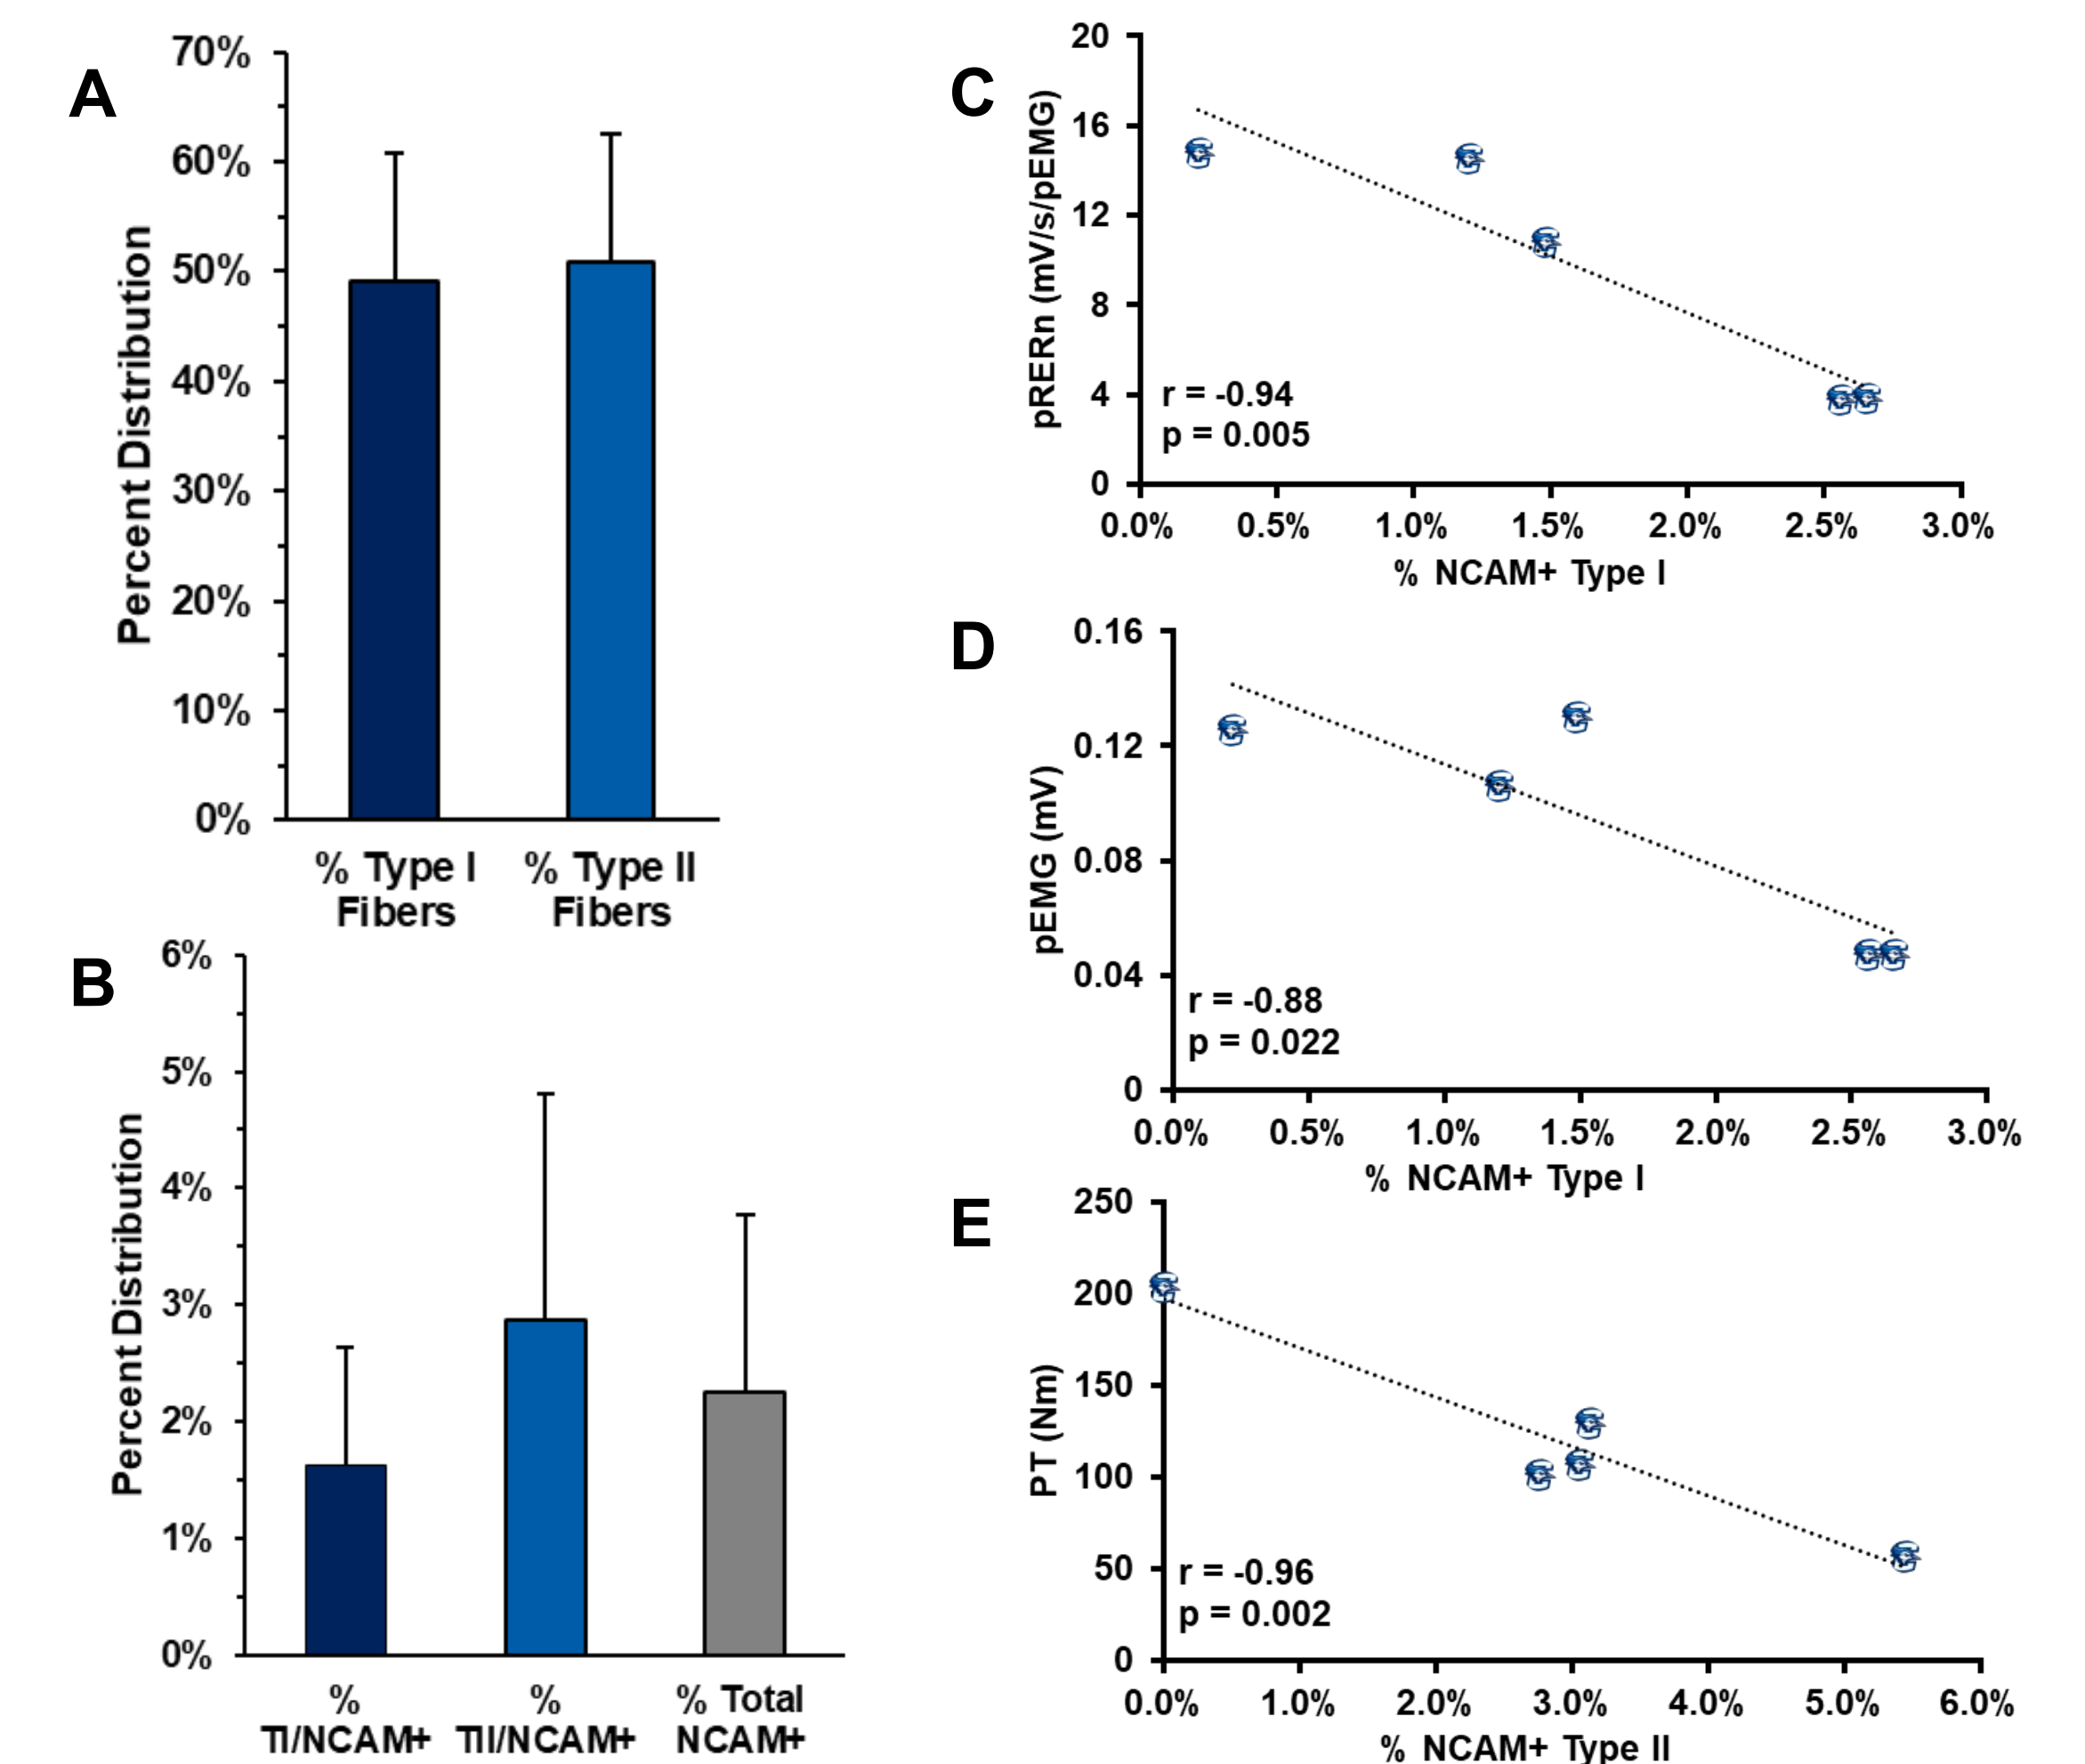 A
70%
60%
50%
40%
30%
20%
10%
0%
Percent Distribution
% Type I
Fibers
% Type II
Fibers
B
6%
5%
4%
3%
2%
1%
0%
Percent Distribution
%
TI/NCAM+
%
TII/NCAM+
% Total
NCAM+
C
20
16
12
8
4
0
pRERn (mV/s/pEMG)
r = -0.94
p = 0.005
0.0% 0.5% 1.0% 1.5% 2.0% 2.5% 3.0%
% NCAM+ Type I
D
0.16
0.12
0.08
0.04
0
pEMG (mV)
r = -0.88
p = 0.022
0.0% 0.5% 1.0% 1.5% 2.0% 2.5% 3.0%
% NCAM+ Type I
E
250
200
150
100
50
0
PT (Nm)
r = -0.96
p = 0.002
0.0% 1.0% 2.0% 3.0% 4.0% 5.0% 6.0%
% NCAM+ Type II